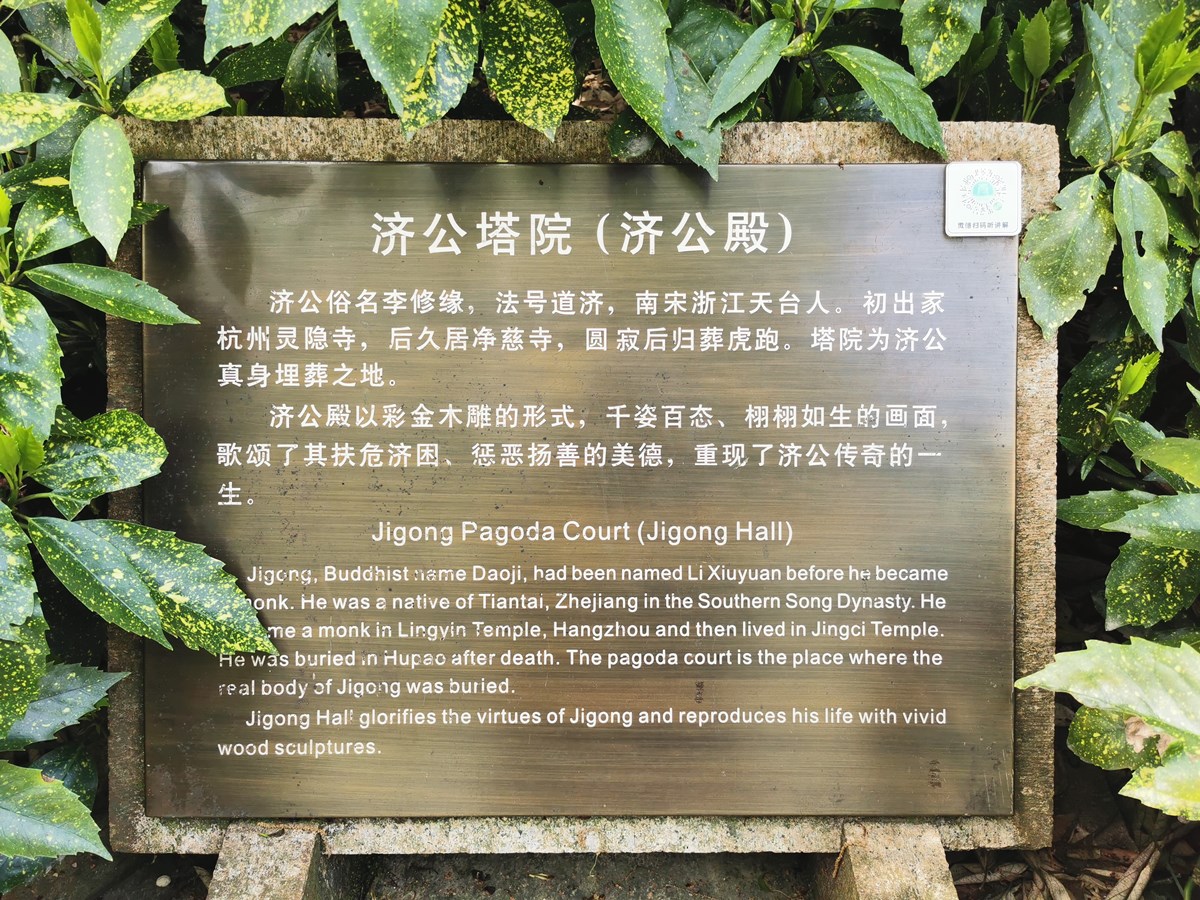 济公塔院（济公殿）
微信扫码听讲解
济公俗名李修缘，法号道济，南宋浙江天台人。初出家
杭州灵隐寺，后久居净慈寺，圆寂后归葬虎跑。塔院为济公
真身埋葬之地。
济公殿以彩金木雕的形式，千姿百态、栩栩如生的画面，
歌颂了其扶危济困、惩恶扬善的美德，重现了济公传奇的一
生。
Jigong Pagoda Court (Jigong Hall)
Jigong, Buddhist name Daoji, had been named Li Xiuyuan before he became
monk. He was a native of Tiantai, Zhejiang in the Southern Song Dynasty. He
me a monk in Lingyin Temple, Hangzhou and then lived in Jingci Temple.
He was buried in Hupao after death. The pagoda court is the place where the
real body of Jigong was buried.
Jigong Hall glorifies the virtues of Jigong and reproduces his life with vivid
wood sculptures.